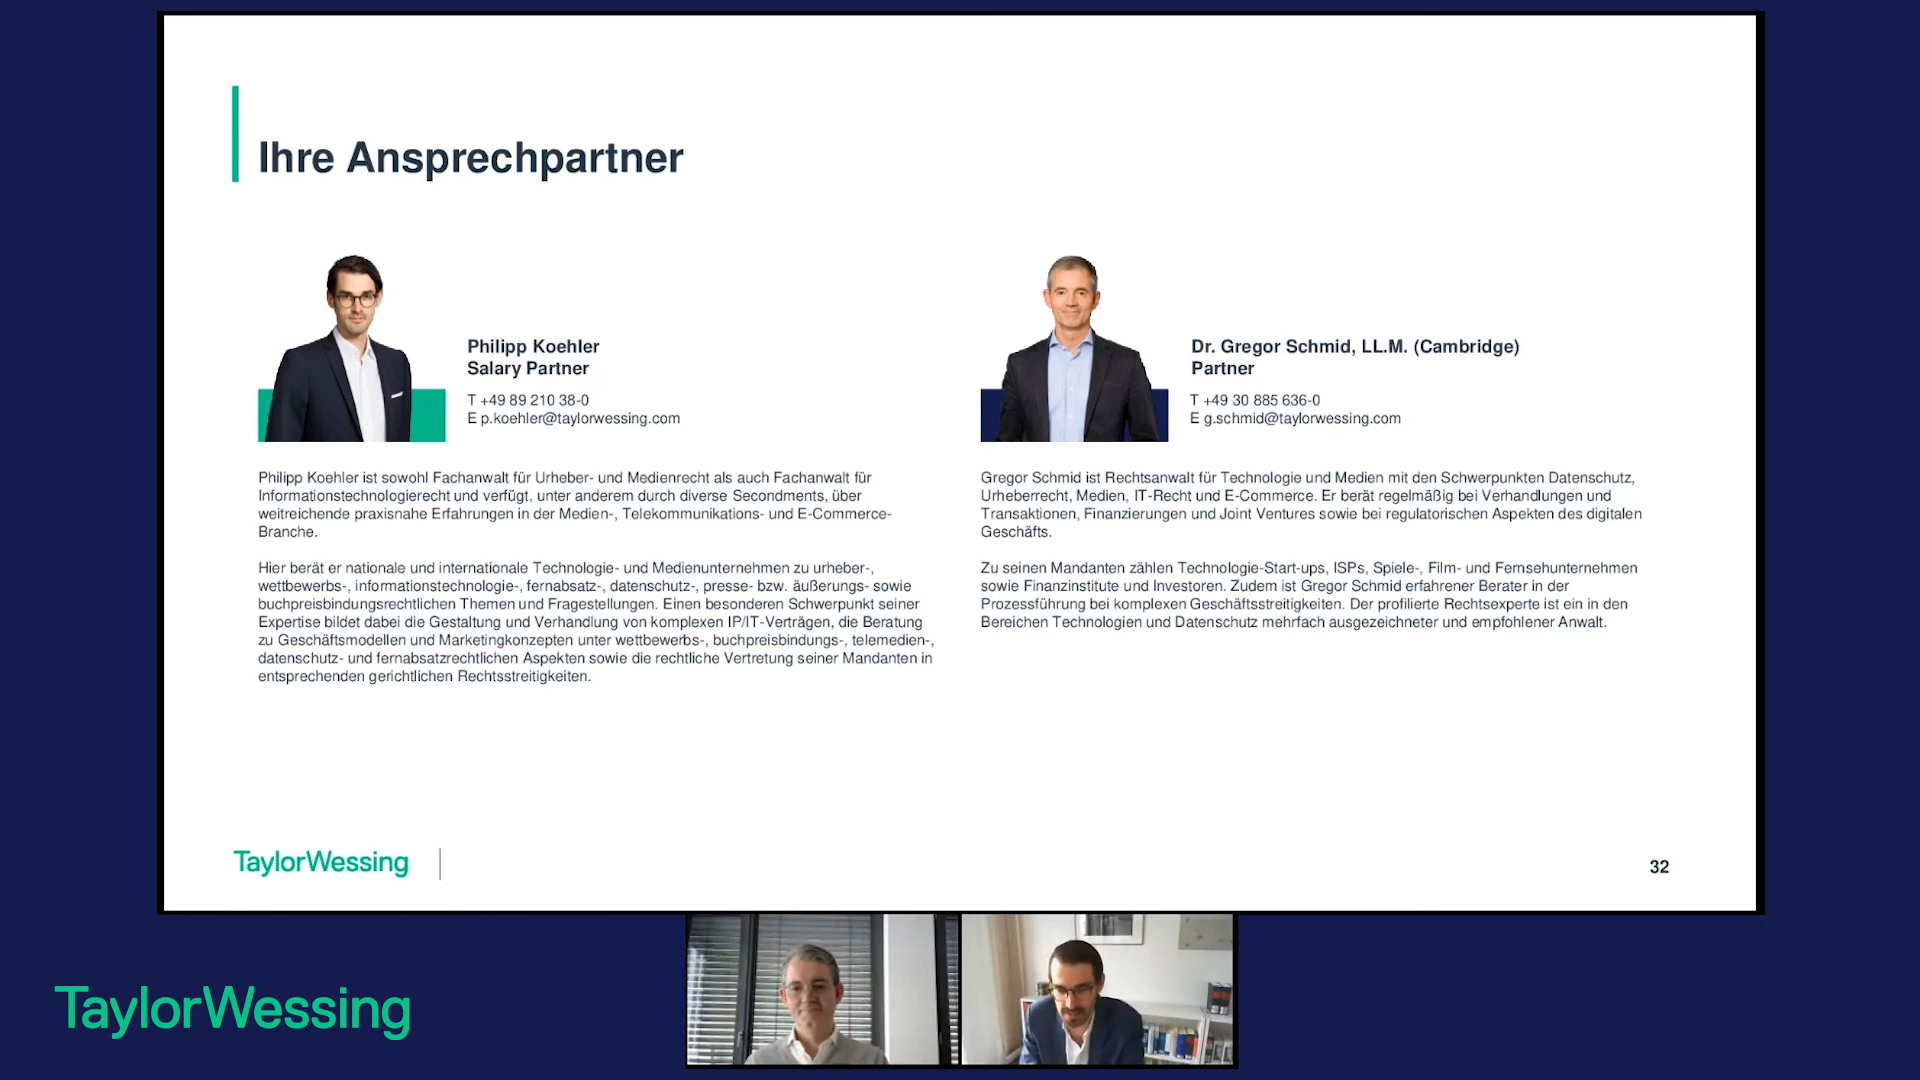 Ihre Ansprechpartner
Philipp Koehler
Salary Partner
T +49 89 210 38-0
E p.koehler@taylorwessing.com
Philipp Koehler ist sowohl Fachanwalt für Urheber- und Medienrecht als auch Fachanwalt für
Informationstechnologierecht und verfügt, unter anderem durch diverse Secondments, über
weitreichende praxisnahe Erfahrungen in der Medien-, Telekommunikations- und E-Commerce-
Branche.
Hier berät er nationale und internationale Technologie- und Medienunternehmen zu urheber-,
wettbewerbs-, informationstechnologie-, fernabsatz-, datenschutz-, presse- bzw. äußerungs- sowie
buchpreisbindungsrechtlichen Themen und Fragestellungen. Einen besonderen Schwerpunkt seiner
Expertise bildet dabei die Gestaltung und Verhandlung von komplexen IP/IT-Verträgen, die Beratung
zu Geschäftsmodellen und Marketingkonzepten unter wettbewerbs-, buchpreisbindungs-, telemedien-,
datenschutz- und fernabsatzrechtlichen Aspekten sowie die rechtliche Vertretung seiner Mandanten in
entsprechenden gerichtlichen Rechtsstreitigkeiten.
Dr. Gregor Schmid, LL.M. (Cambridge)
Partner
T +49 30 885 636-0
E g.schmid@taylorwessing.com
Gregor Schmid ist Rechtsanwalt für Technologie und Medien mit den Schwerpunkten Datenschutz,
Urheberrecht, Medien, IT-Recht und E-Commerce. Er berät regelmäßig bei Verhandlungen und
Transaktionen, Finanzierungen und Joint Ventures sowie bei regulatorischen Aspekten des digitalen
Geschäfts.
Zu seinen Mandanten zählen Technologie-Start-ups, ISPs, Spiele-, Film- und Fernsehunternehmen
sowie Finanzinstitute und Investoren. Zudem ist Gregor Schmid erfahrener Berater in der
Prozessführung bei komplexen Geschäftsstreitigkeiten. Der profilierte Rechtsexperte ist ein in den
Bereichen Technologien und Datenschutz mehrfach ausgezeichneter und empfohlener Anwalt.
TaylorWessing
32
TaylorWessing